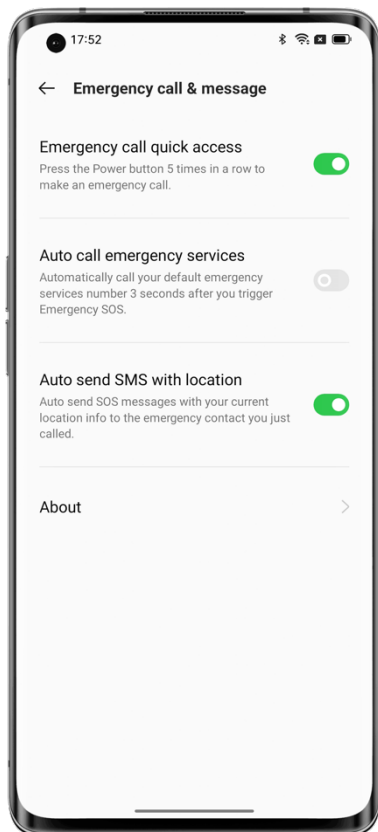 17:52
Emergency call & message
Emergency call quick access
Press the Power button 5 times in a row to
make an emergency call.
Auto call emergency services
Automatically call your default emergency
services number 3 seconds after you trigger
Emergency SOS.
Auto send SMS with location
Auto send SOS messages with your current
location info to the emergency contact you just
called.
About